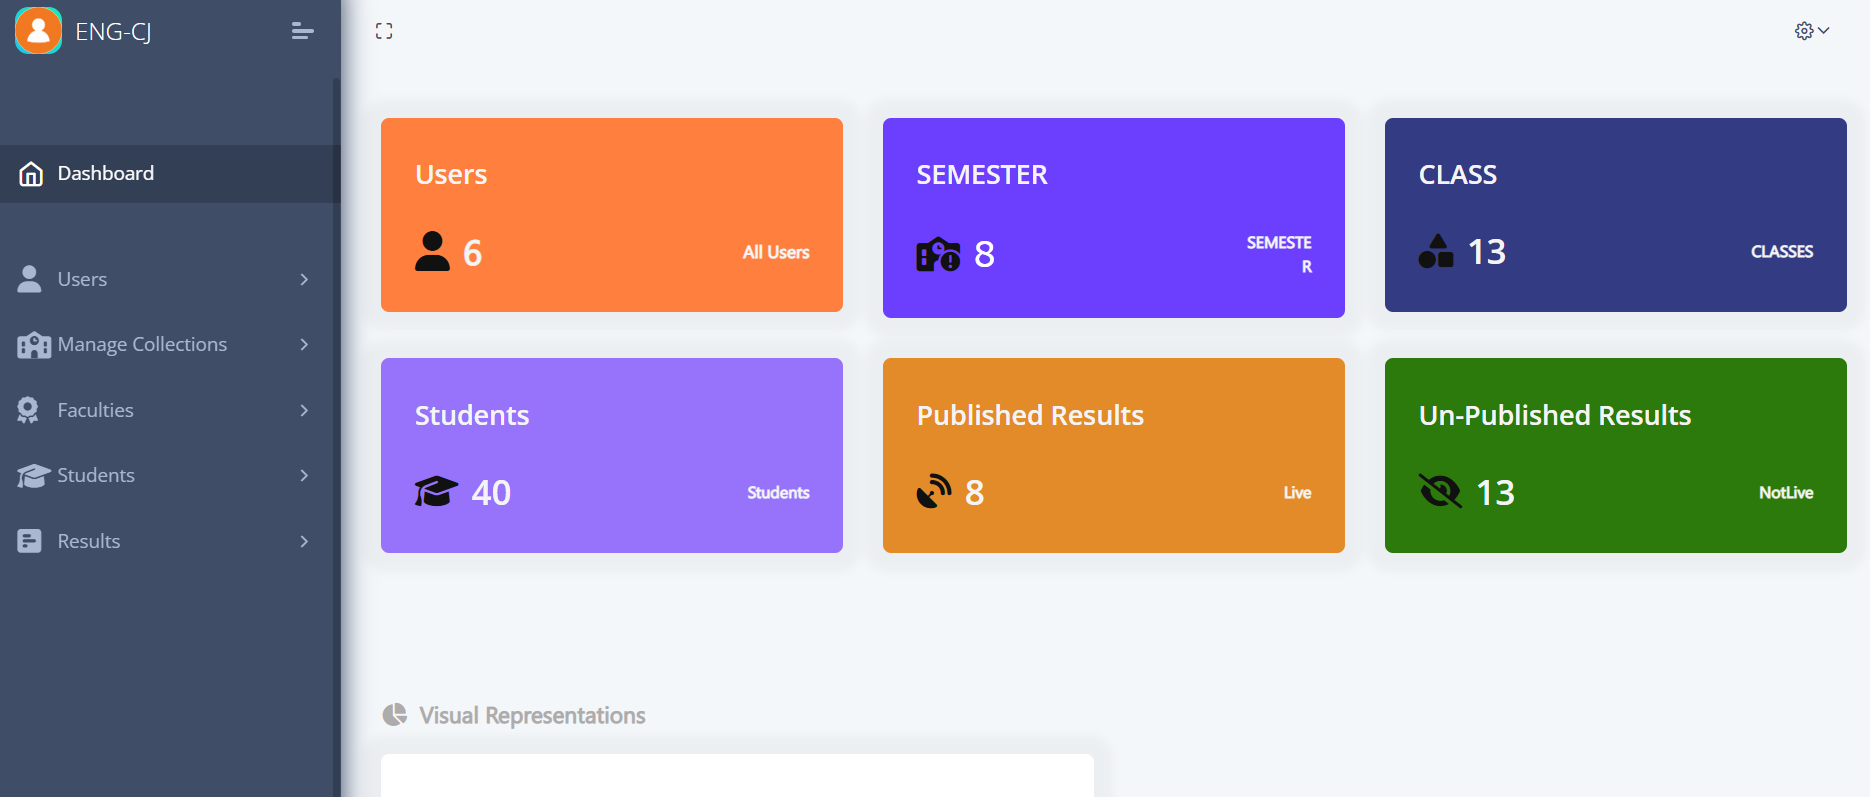 ENG-CJ
Dashboard
Users
Manage Collections
Faculties
Students
Results
Users
6
All Users
SEMESTER
8
SEMESTE
R
CLASS
13
CLASSES
Students
40
Students
Published Results
8
Live
Un-Published Results
13
NotLive
Visual Representations